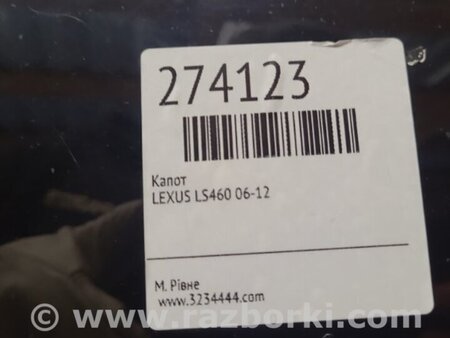 274123
Капот
LEXUS LS460 06-12
М. Рівне
www.3234444.com
© www.razborki.com